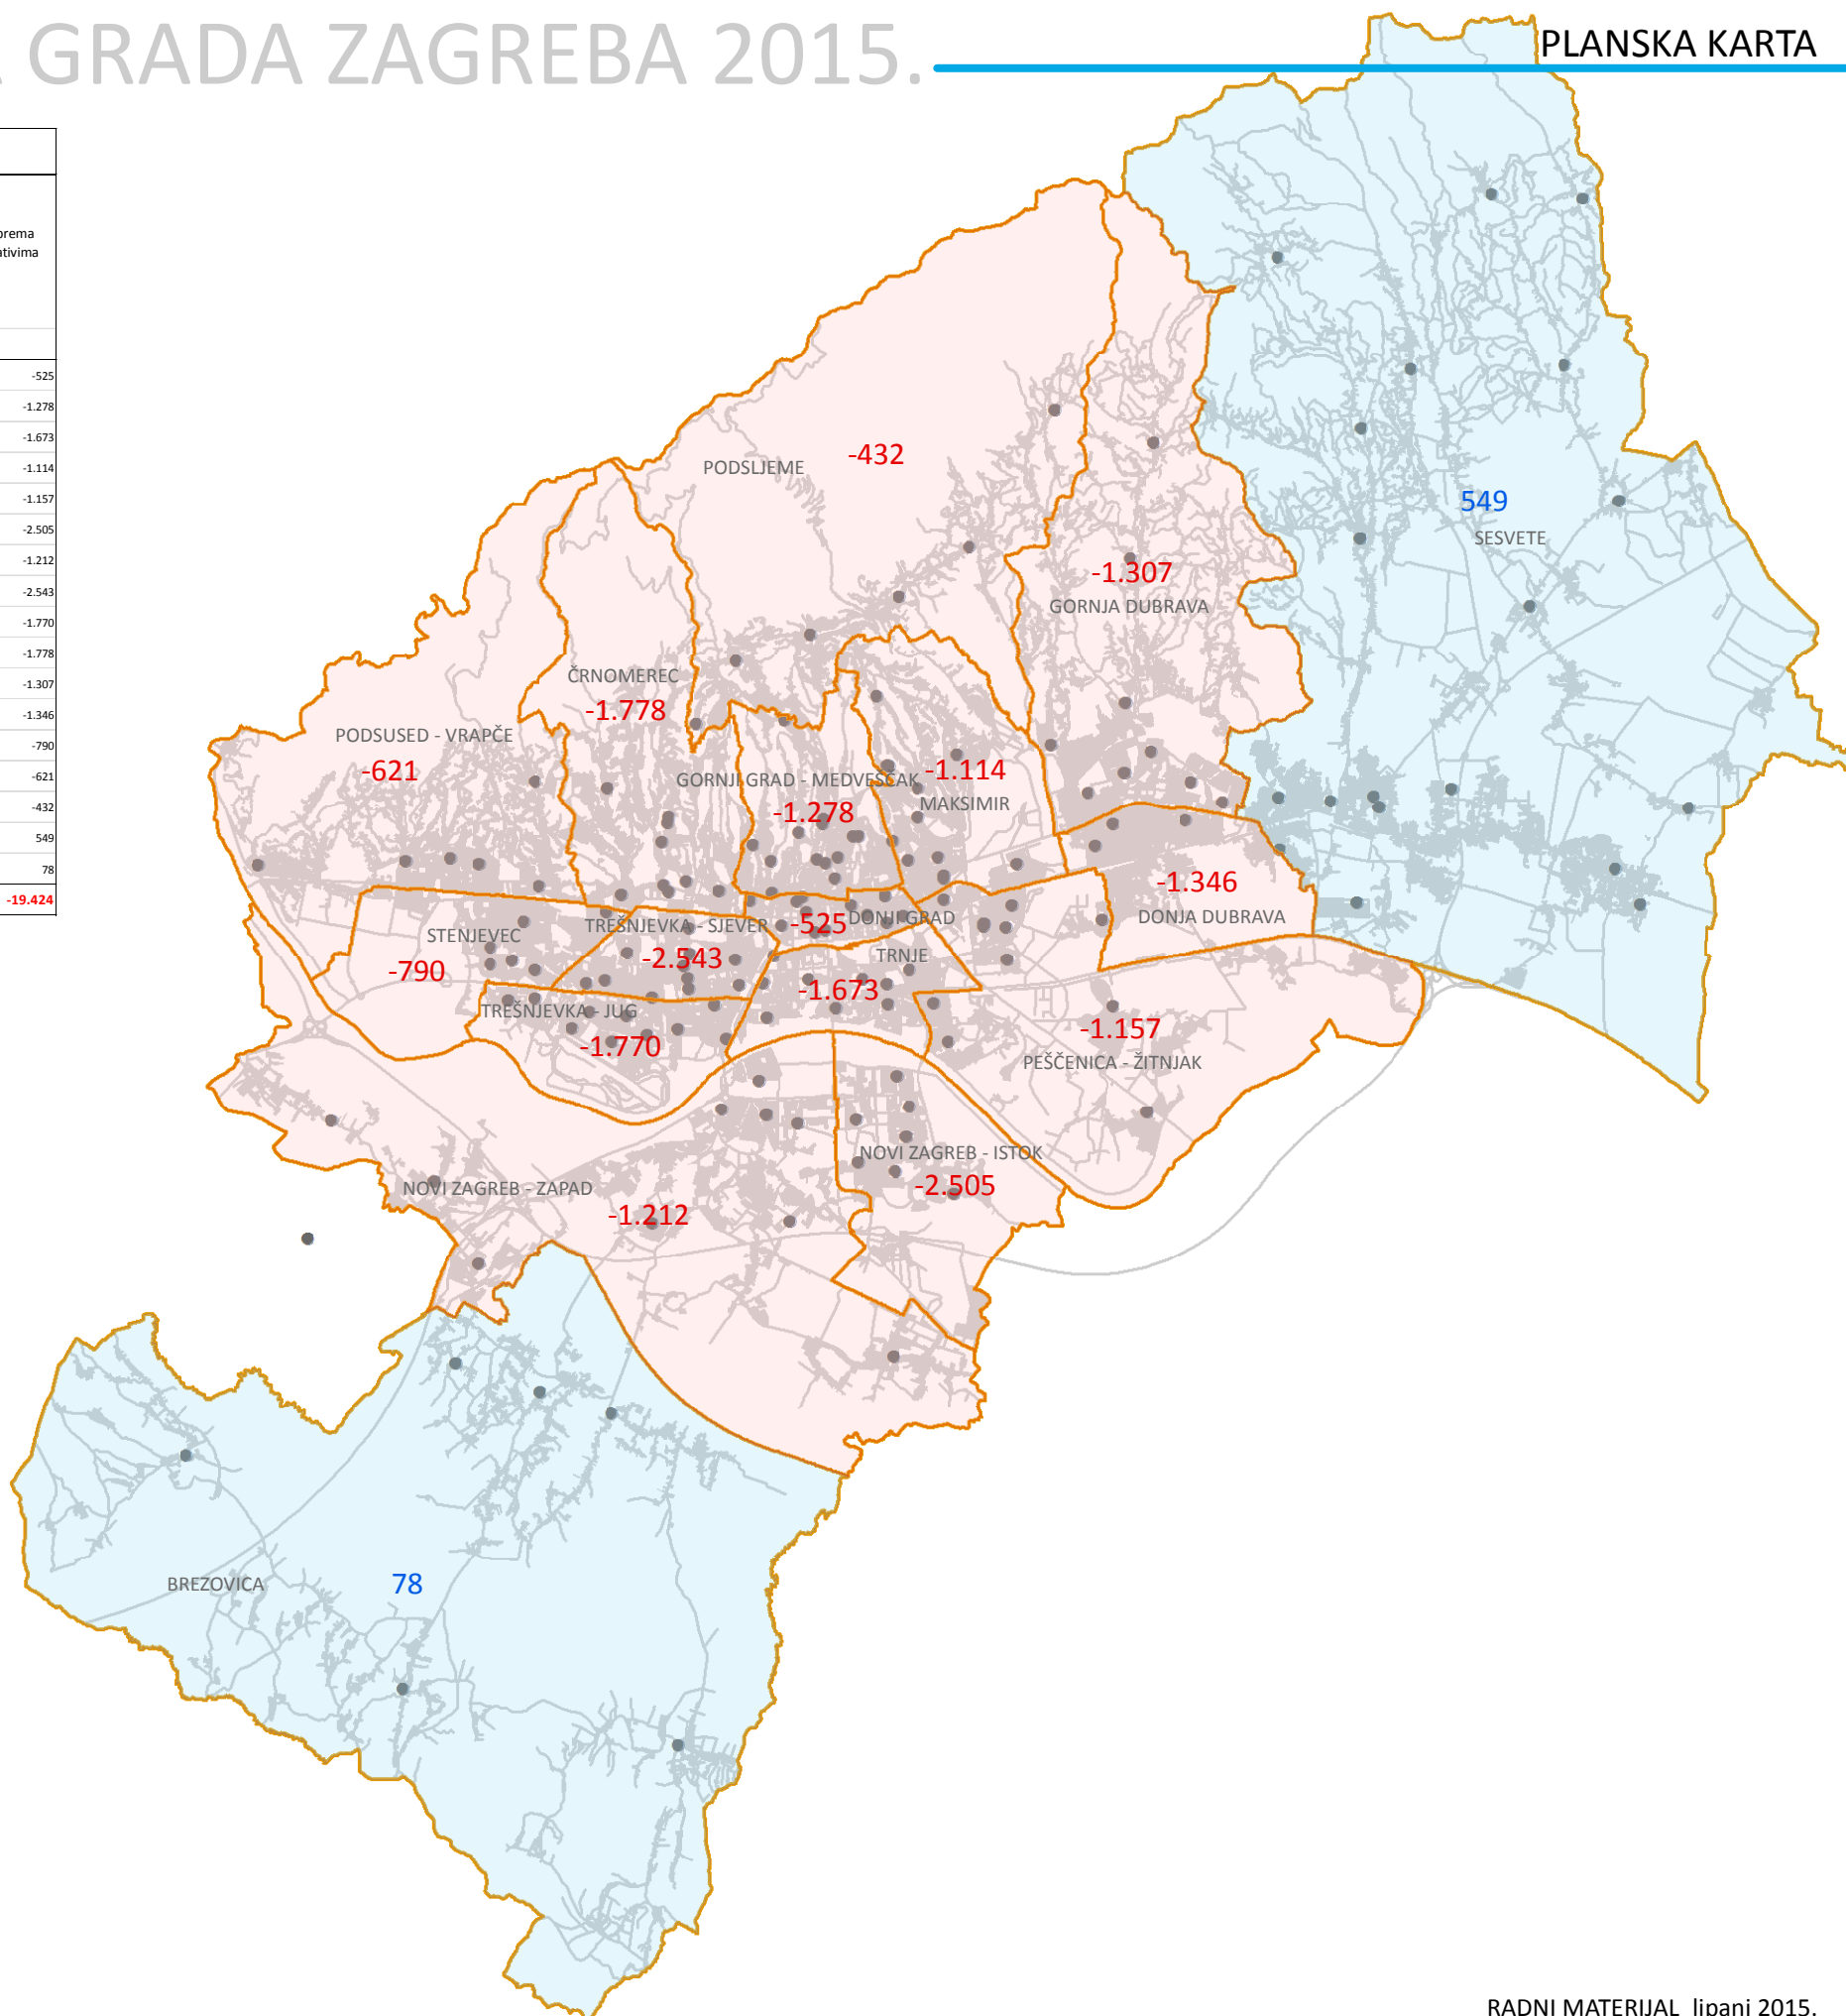 GRADA ZAGREBA 2015.
PLANSKA KARTA
-525
-1.278
-1.673
-1.114
-1.157
-2.505
-1.212
-2.543
-1.770
-1.778
-1.307
-1.346
-790
-621
-432
549
78
-19.424
-432
PODSLJEME
549
SESVETE
-1.307
GORNJA DUBRAVA
ČRNOMEREC
-1.778
PODSUSED - VRAPČE
-621
GORNJI GRAD - MEDVEŠČAK
-1.278
-1.114
MAKSIMIR
-1.346
DONJA DUBRAVA
STENJEVEC
-790
TREŠNJEVKA - SJEVER
-2.543
-525
DONJI GRAD
TRNJE
-1.673
TREŠNJEVKA - JUG
-1.770
-1.157
PEŠČENICA - ŽITNJAK
NOVI ZAGREB - ISTOK
-2.505
NOVI ZAGREB - ZAPAD
-1.212
BREZOVICA
78
RADNI MATERIJAL lipanj 2015.